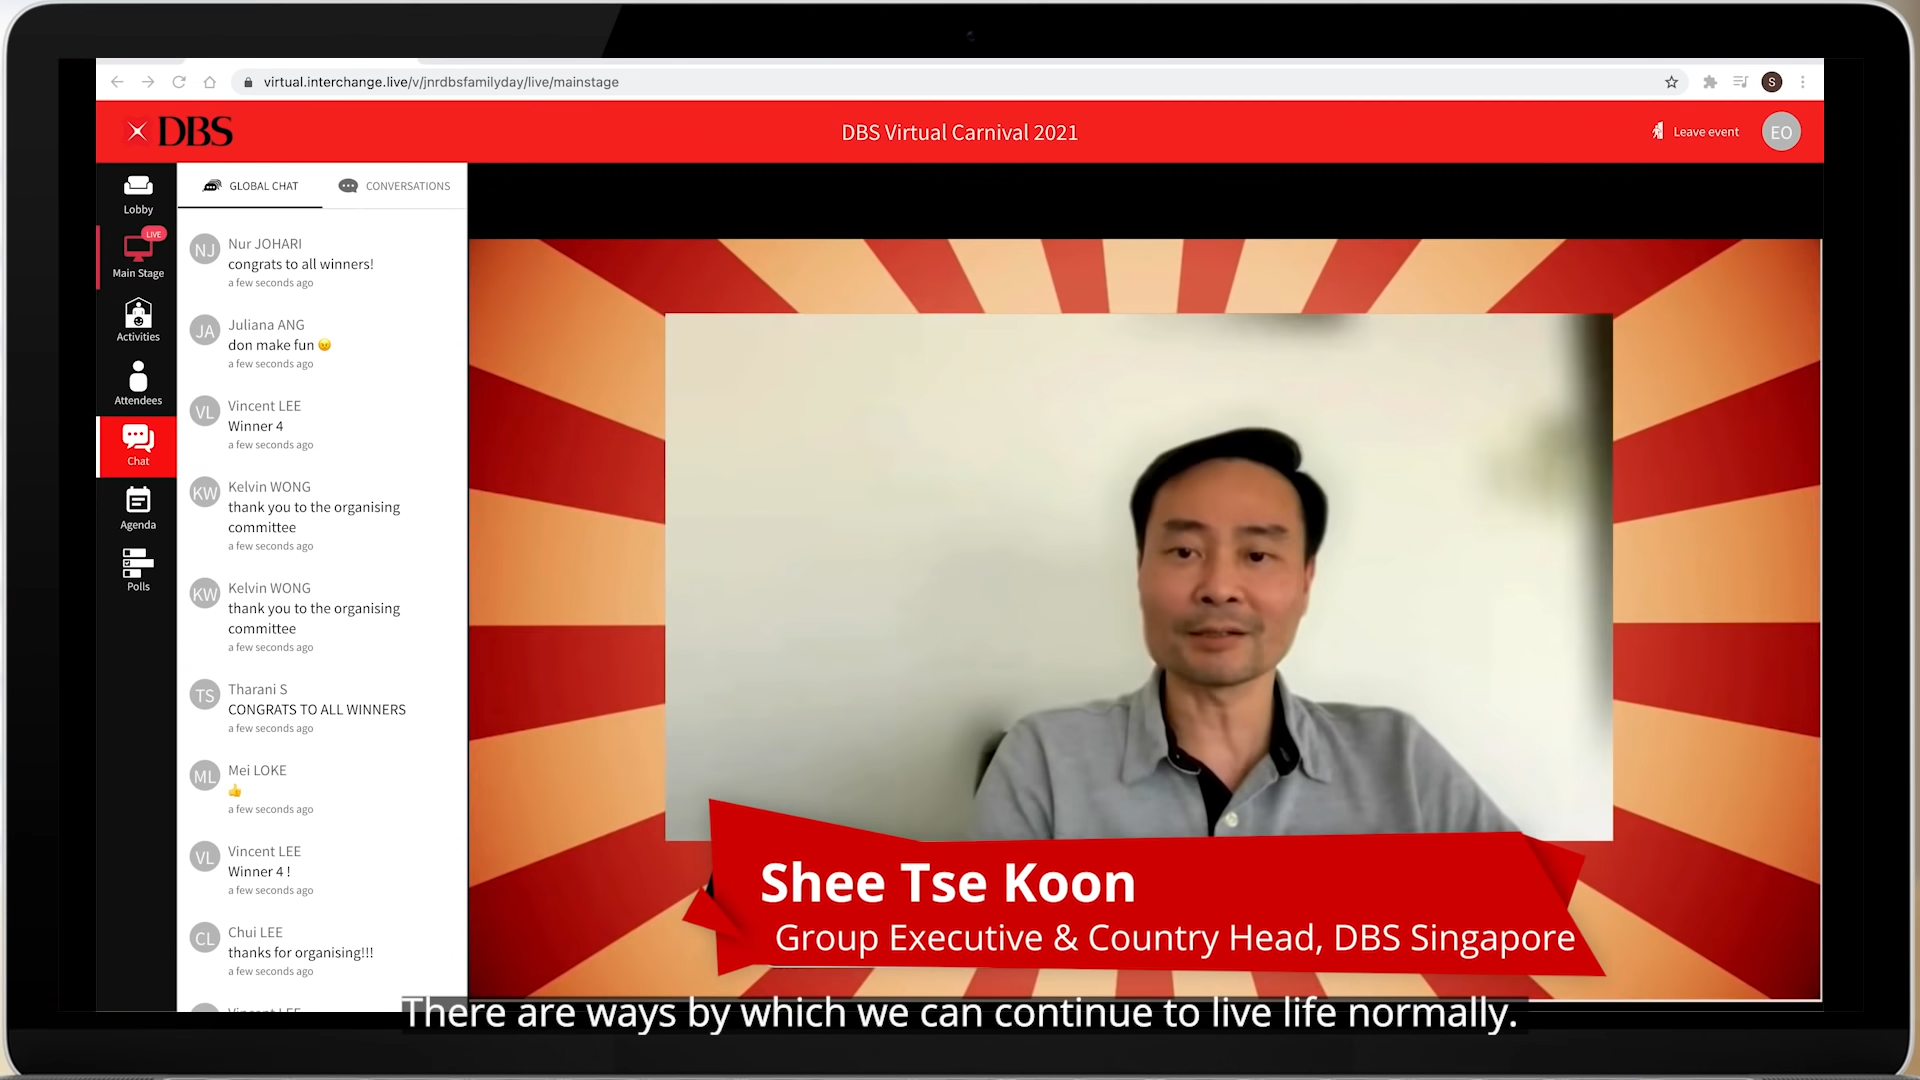 virtual.interchange.live/v/jnrdbsfamilyday/live/mainstage
S
DBS
DBS Virtual Carnival 2021
Leave event
EO
Lobby
LIVE
Main Stage
Activities
Attendees
Chat
Agenda
Polls
GLOBAL CHAT
CONVERSATIONS
NJ
Nur JOHARI
congrats to all winners!
a few seconds ago
JA
Juliana ANG
don make fun 😠
a few seconds ago
VL
Vincent LEE
Winner 4
a few seconds ago
KW
Kelvin WONG
thank you to the organising
committee
a few seconds ago
KW
Kelvin WONG
thank you to the organising
committee
a few seconds ago
TS
Tharani S
CONGRATS TO ALL WINNERS
a few seconds ago
ML
Mei LOKE
👍
a few seconds ago
VL
Vincent LEE
Winner 4 !
a few seconds ago
CL
Chui LEE
thanks for organising!!!
a few seconds ago
Vincent LEE
Shee Tse Koon
Group Executive & Country Head, DBS Singapore
There are ways by which we can continue to live life normally.